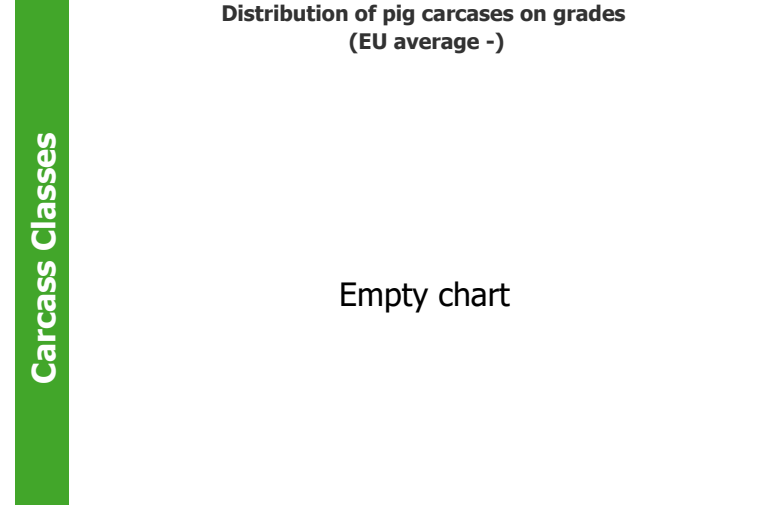 Distribution of pig carcases on grades
(EU average -)
Carcass Classes
Empty chart